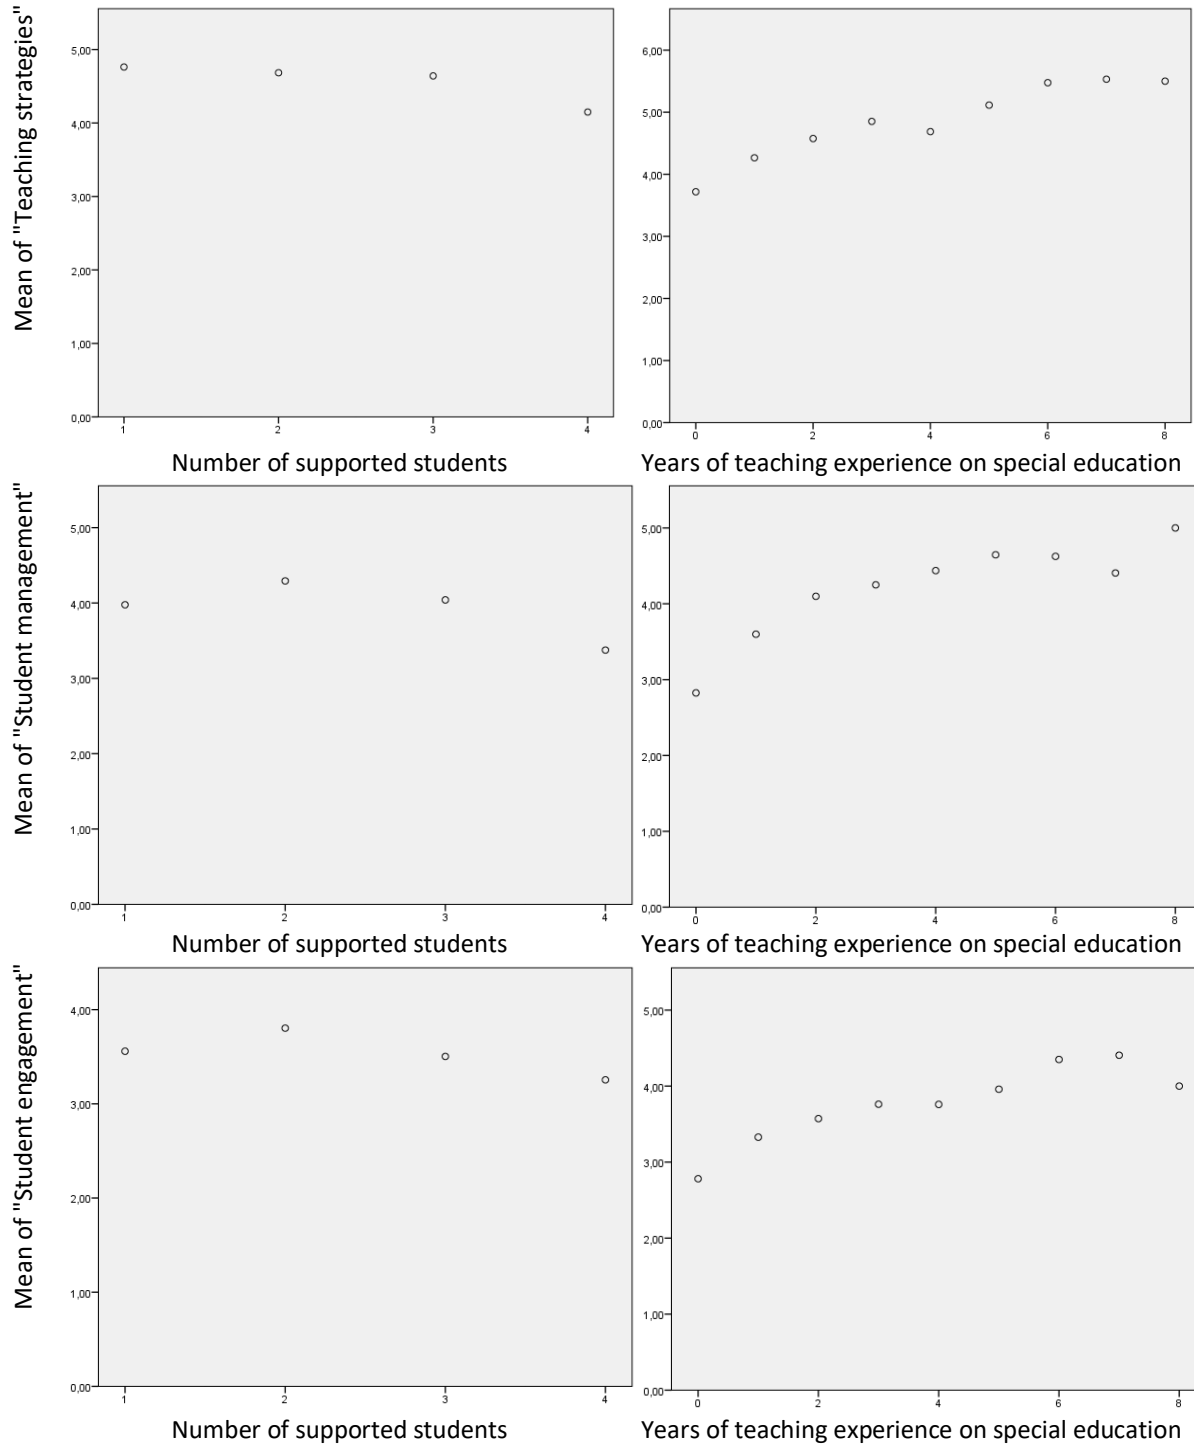 Mean of "Teaching strategies"
5,00
4,00
3,00
2,00
1,00
0,00
1 2 3 4
Number of supported students
6,00
5,00
4,00
3,00
2,00
1,00
0,00
0 2 4 6 8
Years of teaching experience on special education
Mean of "Student management"
5,00
4,00
3,00
2,00
1,00
0,00
1 2 3 4
Number of supported students
5,00
4,00
3,00
2,00
1,00
0,00
0 2 4 6 8
Years of teaching experience on special education
Mean of "Student engagement"
4,00
3,00
2,00
1,00
0,00
1 2 3 4
Number of supported students
5,00
4,00
3,00
2,00
1,00
0,00
0 2 4 6 8
Years of teaching experience on special education